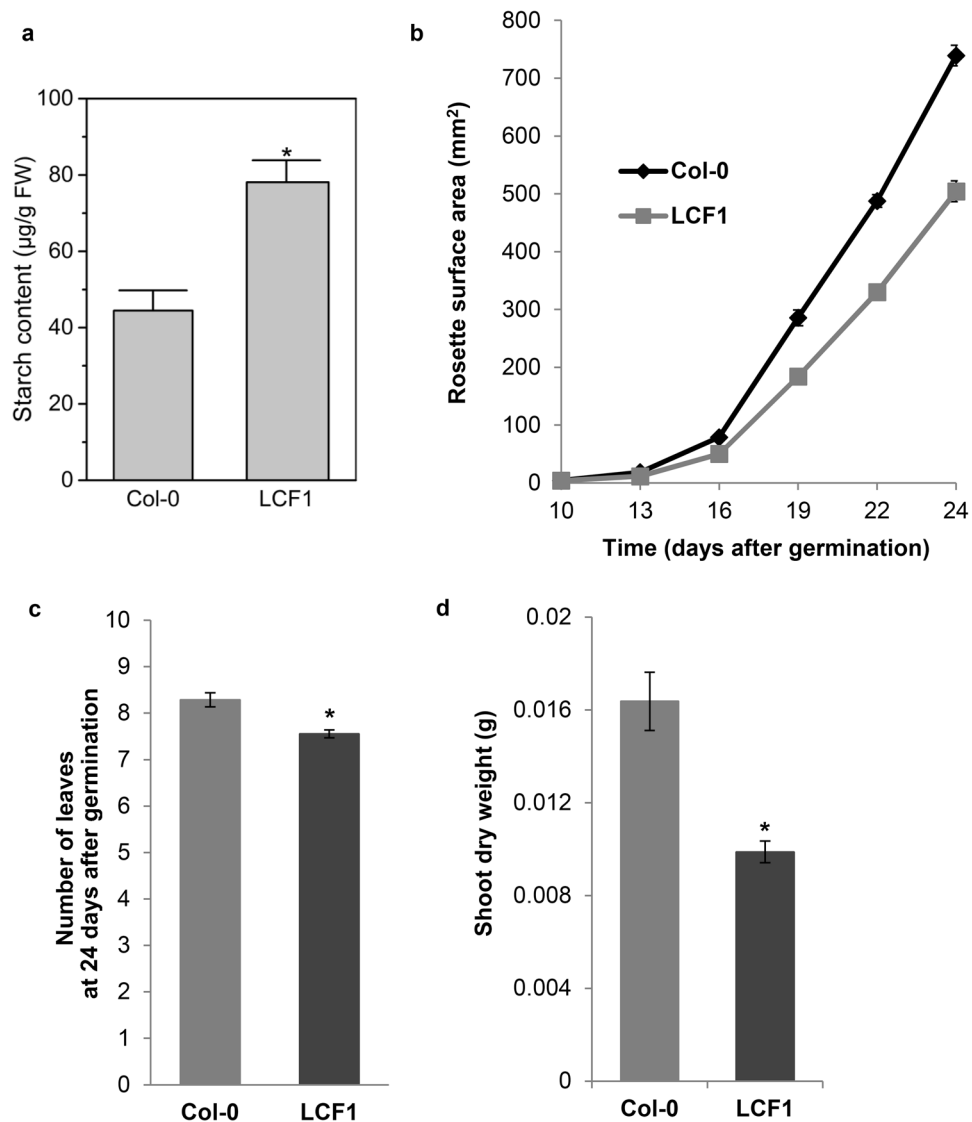 a
Starch content (µg/g FW)
100
80
60
40
20
0
*
Col-0
LCF1
b
Rosette surface area (mm²)
800
700
600
500
400
300
200
100
0
Col-0
LCF1
10 13 16 19 22 24
Time (days after germination)
c
Number of leaves
at 24 days after germination
10
9
8
7
6
5
4
3
2
1
0
*
Col-0
LCF1
d
Shoot dry weight (g)
0.02
0.016
0.012
0.008
0.004
0
*
Col-0
LCF1